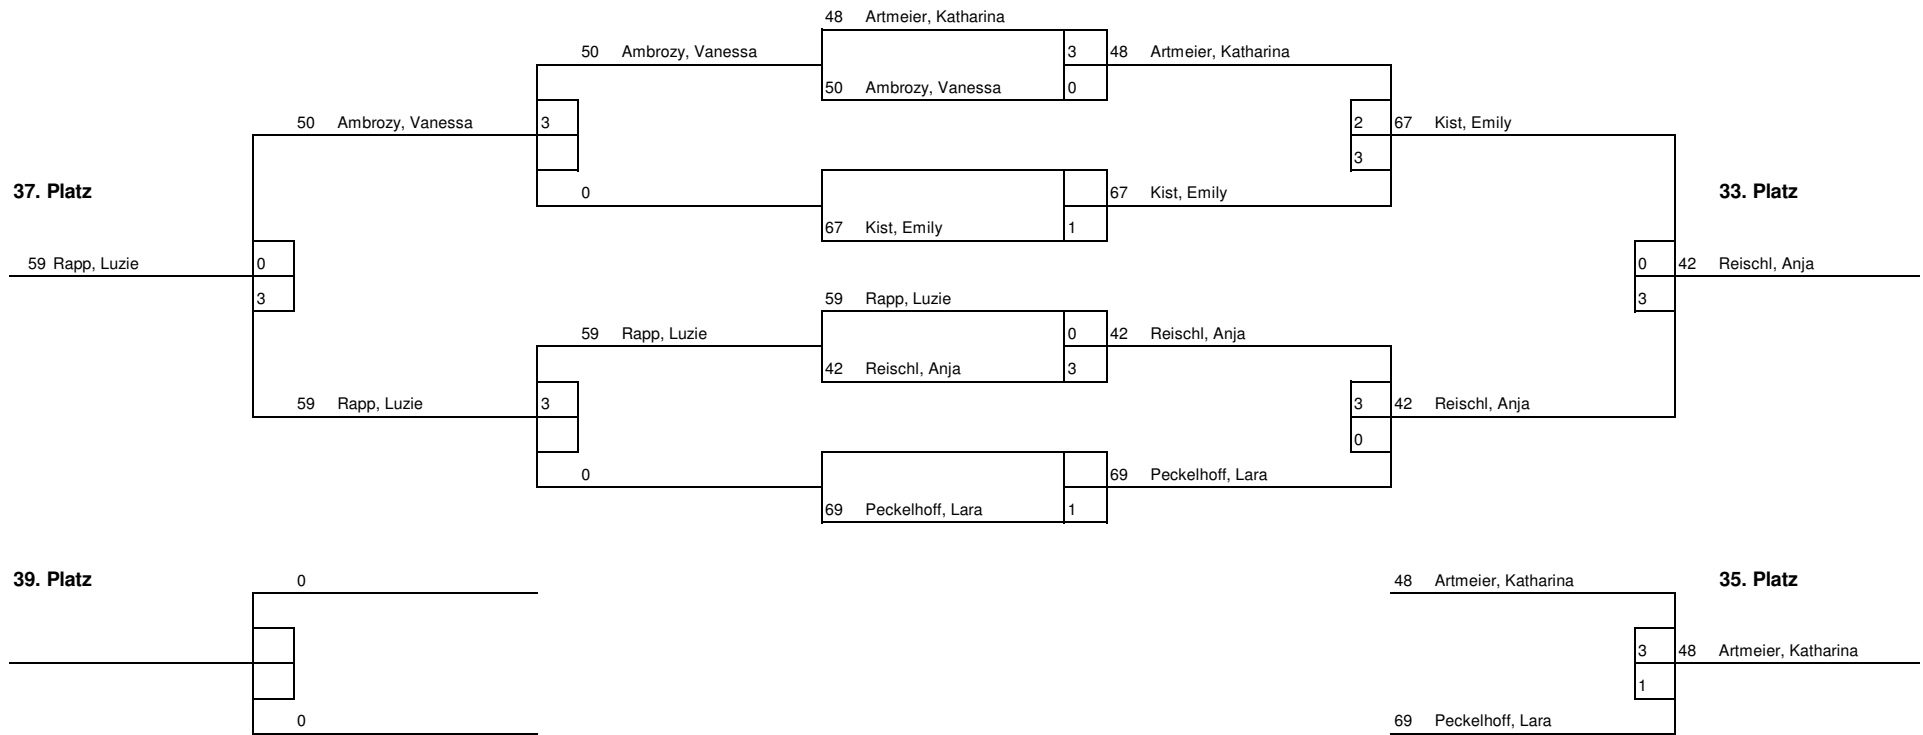 48 Artmeier, Katharina
50 Ambrozy, Vanessa 3 48 Artmeier, Katharina
50 Ambrozy, Vanessa 0
50 Ambrozy, Vanessa 3 2 67 Kist, Emily
3
37. Platz 0 67 Kist, Emily 33. Platz
67 Kist, Emily 1
59 Rapp, Luzie 0 0 42 Reischl, Anja
3 59 Rapp, Luzie 3
59 Rapp, Luzie 0 42 Reischl, Anja
42 Reischl, Anja 3
59 Rapp, Luzie 3 3 42 Reischl, Anja
0
0 69 Peckelhoff, Lara
69 Peckelhoff, Lara 1
39. Platz 0 48 Artmeier, Katharina 35. Platz
3 48 Artmeier, Katharina
1
0 69 Peckelhoff, Lara